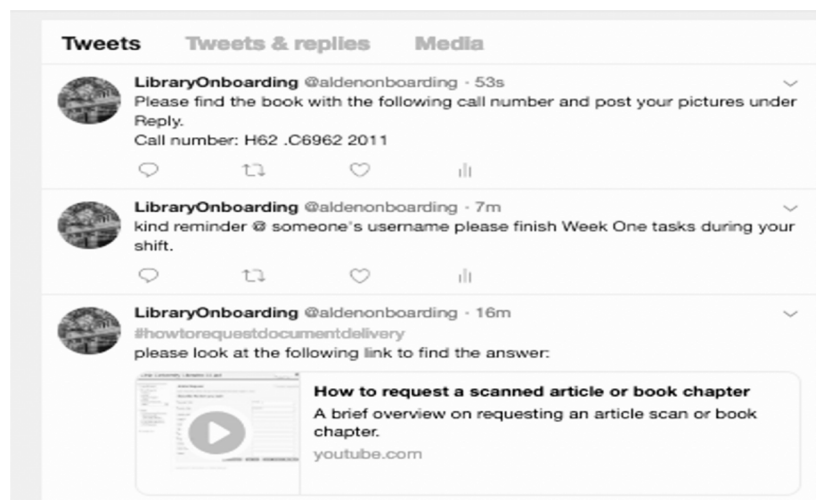 Tweets Tweets & replies Media
LibraryOnboarding @aldenonboarding · 53s
Please find the book with the following call number and post your pictures under
Reply.
Call number: H62 .C6962 2011
LibraryOnboarding @aldenonboarding · 7m
kind reminder @ someone's username please finish Week One tasks during your
shift.
LibraryOnboarding @aldenonboarding · 16m
#howtorequestdocumentdelivery
please look at the following link to find the answer:
How to request a scanned article or book chapter
A brief overview on requesting an article scan or book
chapter.
youtube.com